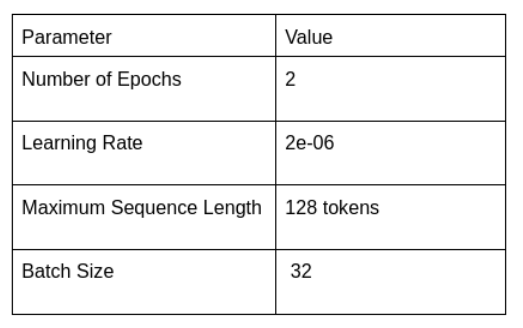 Parameter Value
Number of Epochs 2
Learning Rate 2e-06
Maximum Sequence Length 128 tokens
Batch Size 32